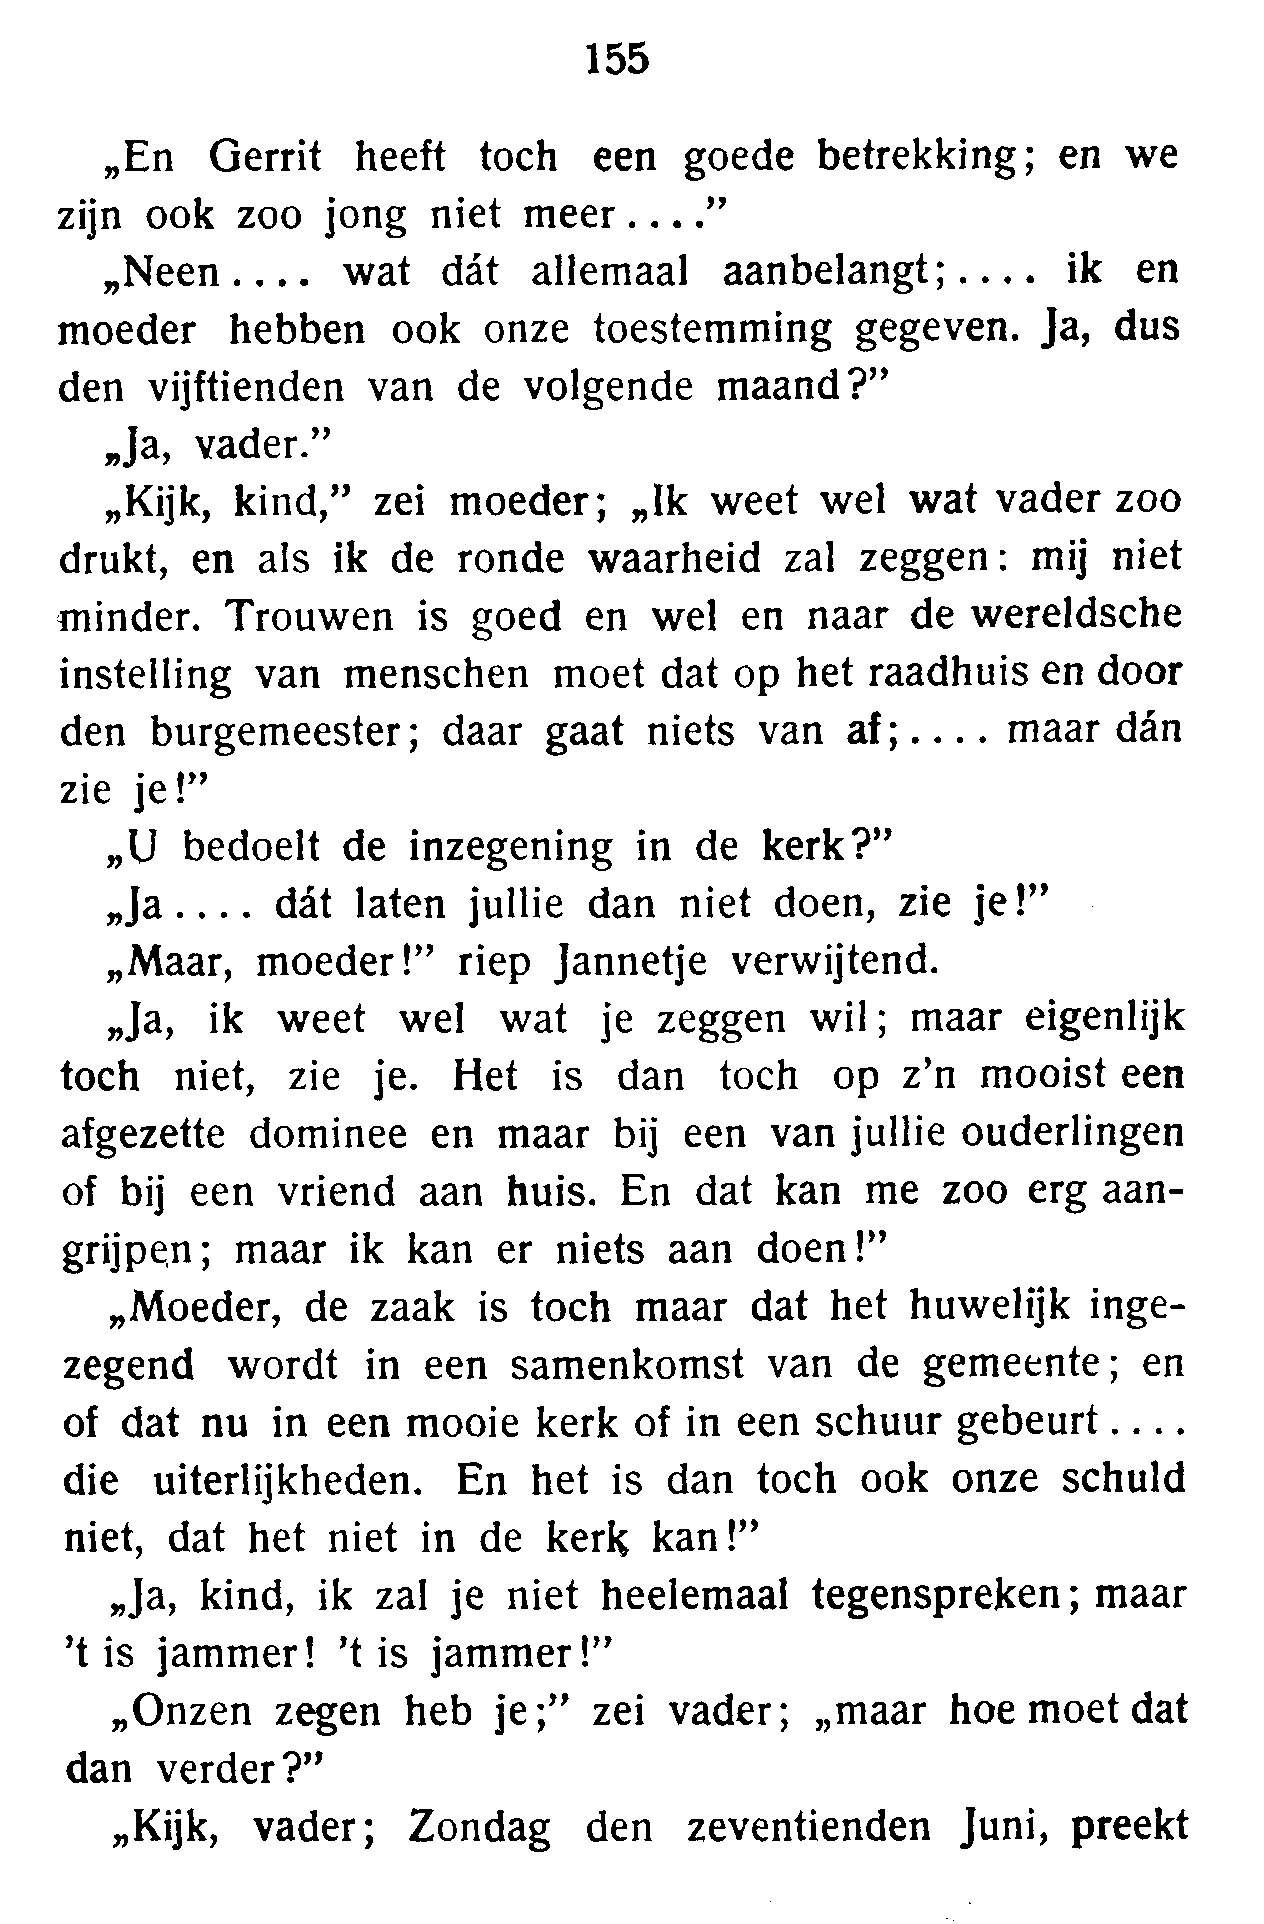 155
„En Gerrit heeft toch een goede betrekking; en we
zijn ook zoo jong niet meer . . . .”
„Neen . . . . wat dát allemaal aanbelangt; . . . . ik en
moeder hebben ook onze toestemming gegeven. Ja, dus
den vijftienden van de volgende maand?”
„Ja, vader.”
„Kijk, kind,” zei moeder; „Ik weet wel wat vader zoo
drukt, en als ik de ronde waarheid zal zeggen: mij niet
minder. Trouwen is goed en wel en naar de wereldsche
instelling van menschen moet dat op het raadhuis en door
den burgemeester; daar gaat niets van af; . . . . maar dán
zie je!”
„U bedoelt de inzegening in de kerk?”
„Ja . . . . dát laten jullie dan niet doen, zie je!”
„Maar, moeder!” riep Jannetje verwijtend.
„Ja, ik weet wel wat je zeggen wil; maar eigenlijk
toch niet, zie je. Het is dan toch op z’n mooist een
afgezette dominee en maar bij een van jullie ouderlingen
of bij een vriend aan huis. En dat kan me zoo erg aan-
grijpen; maar ik kan er niets aan doen!”
„Moeder, de zaak is toch maar dat het huwelijk inge-
zegend wordt in een samenkomst van de gemeente; en
of dat nu in een mooie kerk of in een schuur gebeurt . . . .
die uiterlijkheden. En het is dan toch ook onze schuld
niet, dat het niet in de kerk kan!”
„Ja, kind, ik zal je niet heelemaal tegenspreken; maar
’t is jammer! ’t is jammer!”
„Onzen zegen heb je;” zei vader; „maar hoe moet dat
dan verder?”
„Kijk, vader; Zondag den zeventienden Juni, preekt